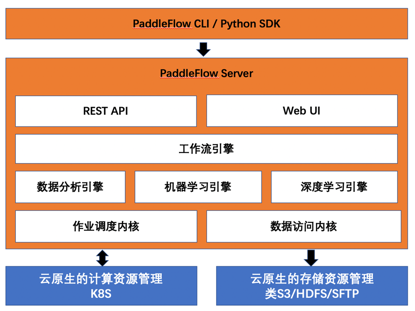 PaddleFlow CLI / Python SDK
PaddleFlow Server
REST API
Web UI
工作流引擎
数据分析引擎
机器学习引擎
深度学习引擎
作业调度内核
数据访问内核
云原生的计算资源管理
K8S
云原生的存储资源管理
类S3/HDFS/SFTP